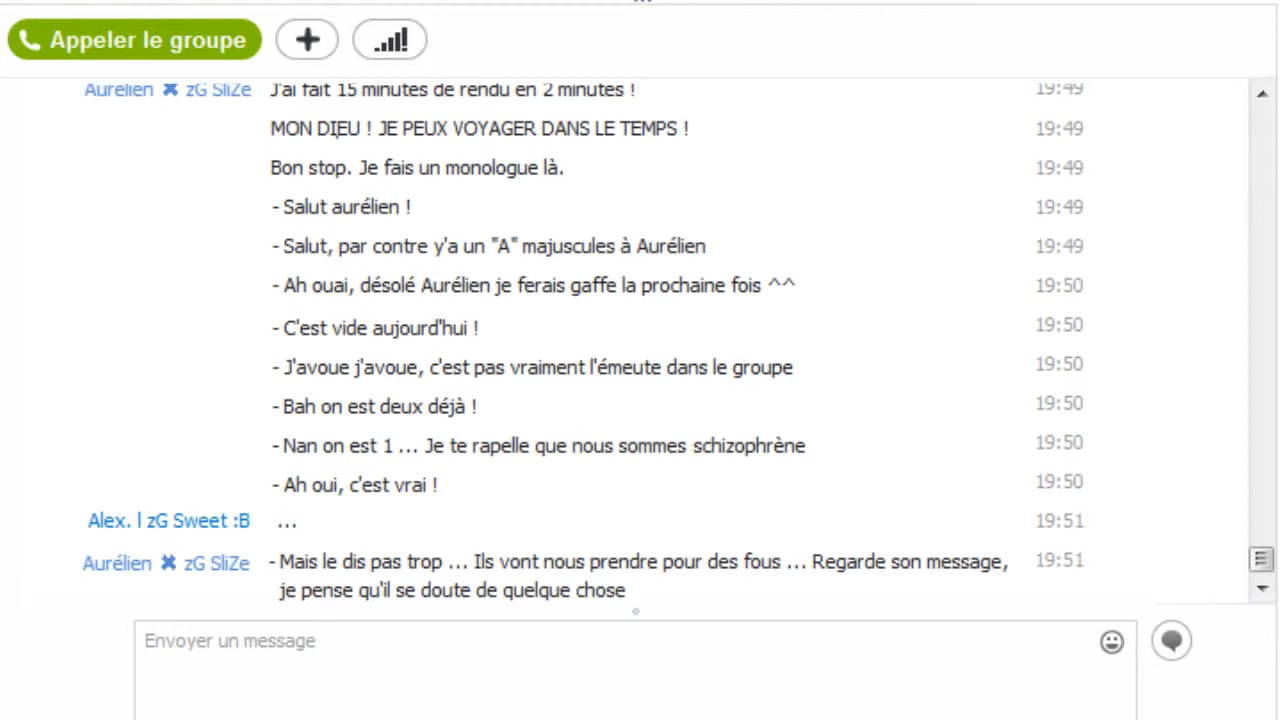 Appeler le groupe
Aurélien ✖ zG SliZe J'ai fait 15 minutes de rendu en 2 minutes ! 19:49
MON DIEU ! JE PEUX VOYAGER DANS LE TEMPS ! 19:49
Bon stop. Je fais un monologue là. 19:49
- Salut aurélien ! 19:49
- Salut, par contre y'a un "A" majuscules à Aurélien 19:49
- Ah ouai, désolé Aurélien je ferais gaffe la prochaine fois ^^ 19:50
- C'est vide aujourd'hui ! 19:50
- J'avoue j'avoue, c'est pas vraiment l'émeute dans le groupe 19:50
- Bah on est deux déjà ! 19:50
- Nan on est 1 ... Je te rapelle que nous sommes schizophrène 19:50
- Ah oui, c'est vrai ! 19:50
Alex. l zG Sweet :B ... 19:51
Aurélien ✖ zG SliZe - Mais le dis pas trop ... Ils vont nous prendre pour des fous ... Regarde son message, 19:51
je pense qu'il se doute de quelque chose
Envoyer un message